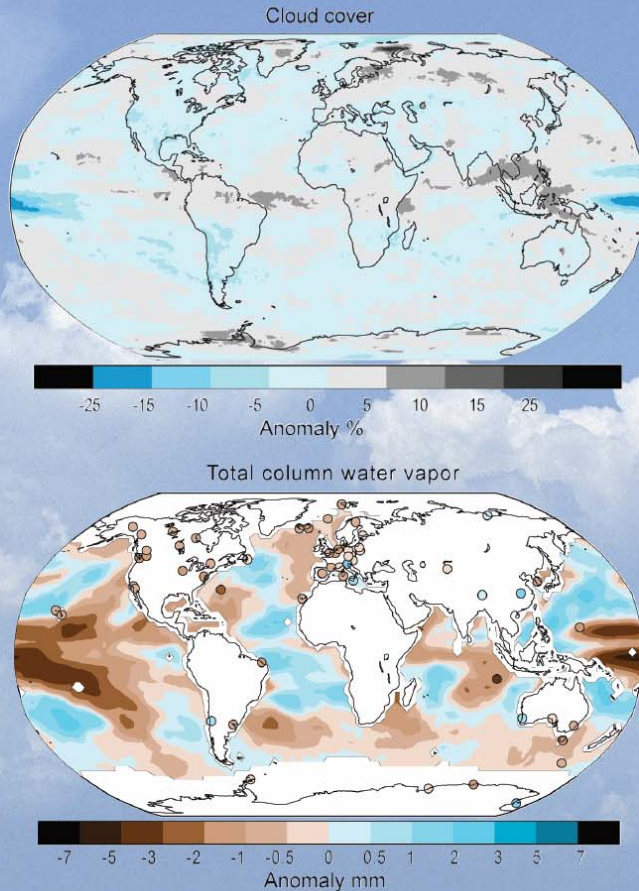 Cloud cover
-25 -15 -10 -5 0 5 10 15 25
Anomaly %
Total column water vapor
-7 -5 -3 -2 -1 -0.5 0 0.5 1 2 3 5 7
Anomaly mm